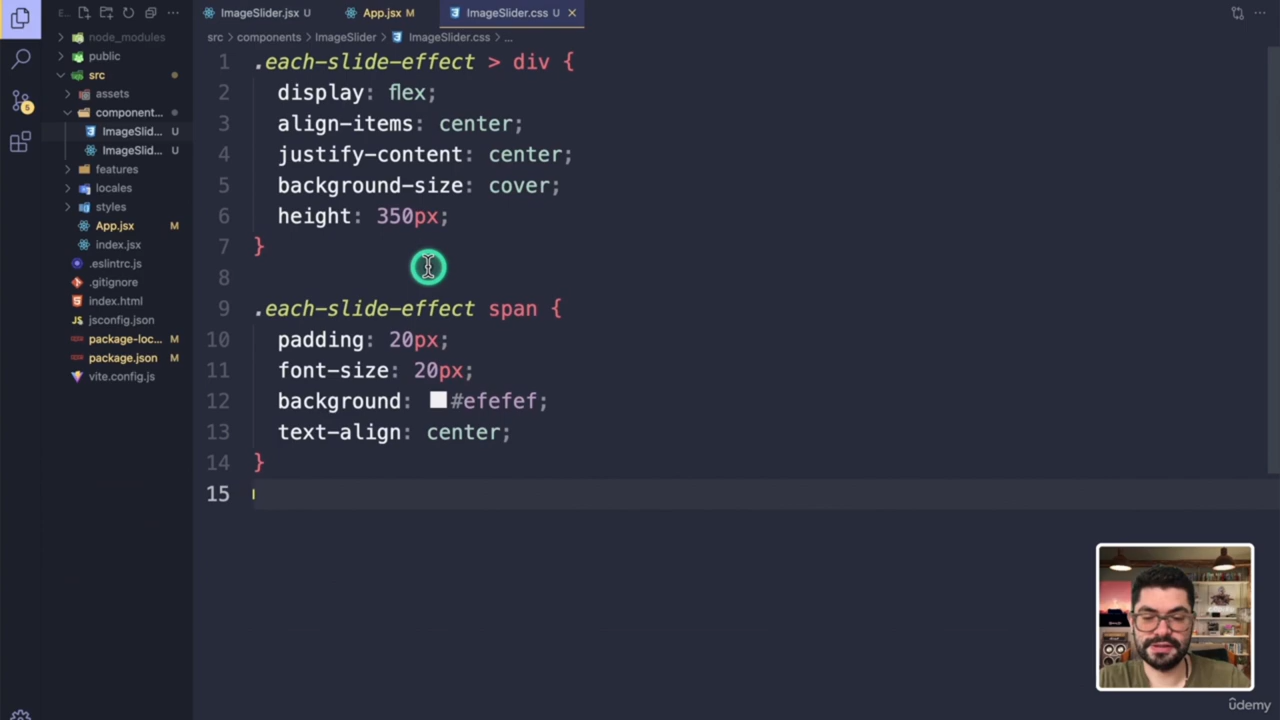 E...
ImageSlider.jsx U
App.jsx M
ImageSlider.css U
node_modules
public
src
assets
component...
ImageSlid... U
ImageSlid... U
features
locales
styles
App.jsx M
index.jsx
.eslintrc.js
.gitignore
index.html
JS jsconfig.json
package-loc... M
package.json M
vite.config.js
5
src > components > ImageSlider > ImageSlider.css > ...
1 .each-slide-effect > div {
2 display: flex;
3 align-items: center;
4 justify-content: center;
5 background-size: cover;
6 height: 350px;
7 }
8
9 .each-slide-effect span {
10 padding: 20px;
11 font-size: 20px;
12 background: #efefef;
13 text-align: center;
14 }
15
ûdemy